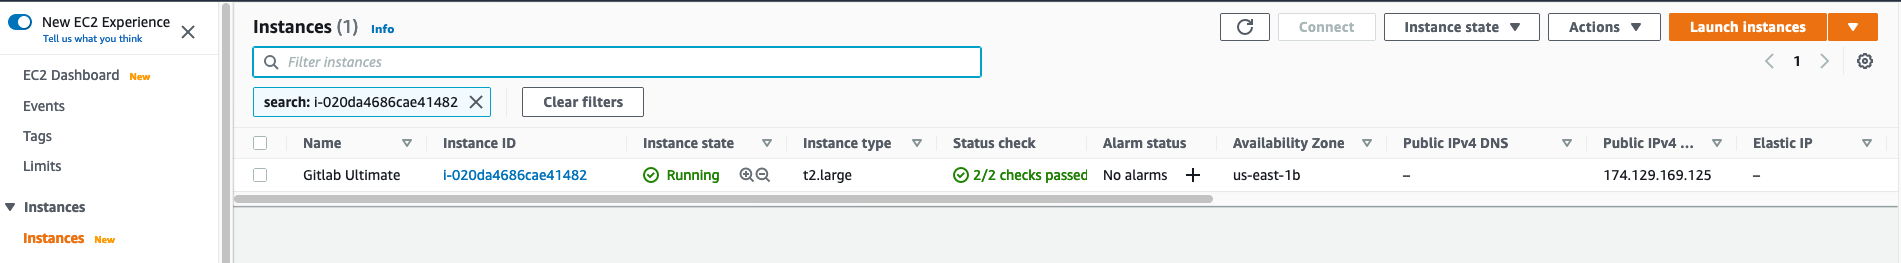 New EC2 Experience
Tell us what you think
EC2 Dashboard New
Events
Tags
Limits
Instances
Instances New
Instances (1) Info
Connect
Instance state
Actions
Launch instances
Filter instances
1
search: i-020da4686cae41482
Clear filters
Name Instance ID Instance state Instance type Status check Alarm status Availability Zone Public IPv4 DNS Public IPv4 ... Elastic IP
Gitlab Ultimate i-020da4686cae41482 Running t2.large 2/2 checks passed No alarms + us-east-1b – 174.129.169.125 –